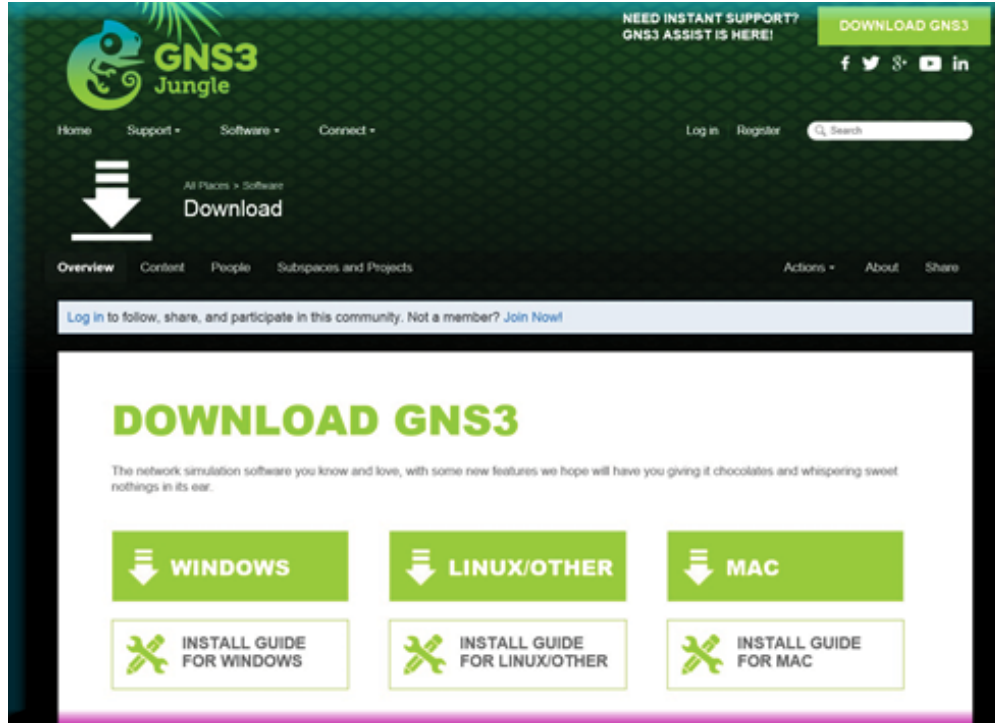 NEED INSTANT SUPPORT?
GNS3 ASSIST IS HERE!
DOWNLOAD GNS3
GNS3
Jungle
f 8+ in
Home Support Software Connect Log in Register Search
All Places > Software
Download
Overview Content People Subspaces and Projects Actions About Share
Log in to follow, share, and participate in this community. Not a member? Join Now!
DOWNLOAD GNS3
The network simulation software you know and love, with some new features we hope will have you giving it chocolates and whispering sweet
nothings in its ear.
WINDOWS LINUX/OTHER MAC
INSTALL GUIDE INSTALL GUIDE INSTALL GUIDE
FOR WINDOWS FOR LINUX/OTHER FOR MAC